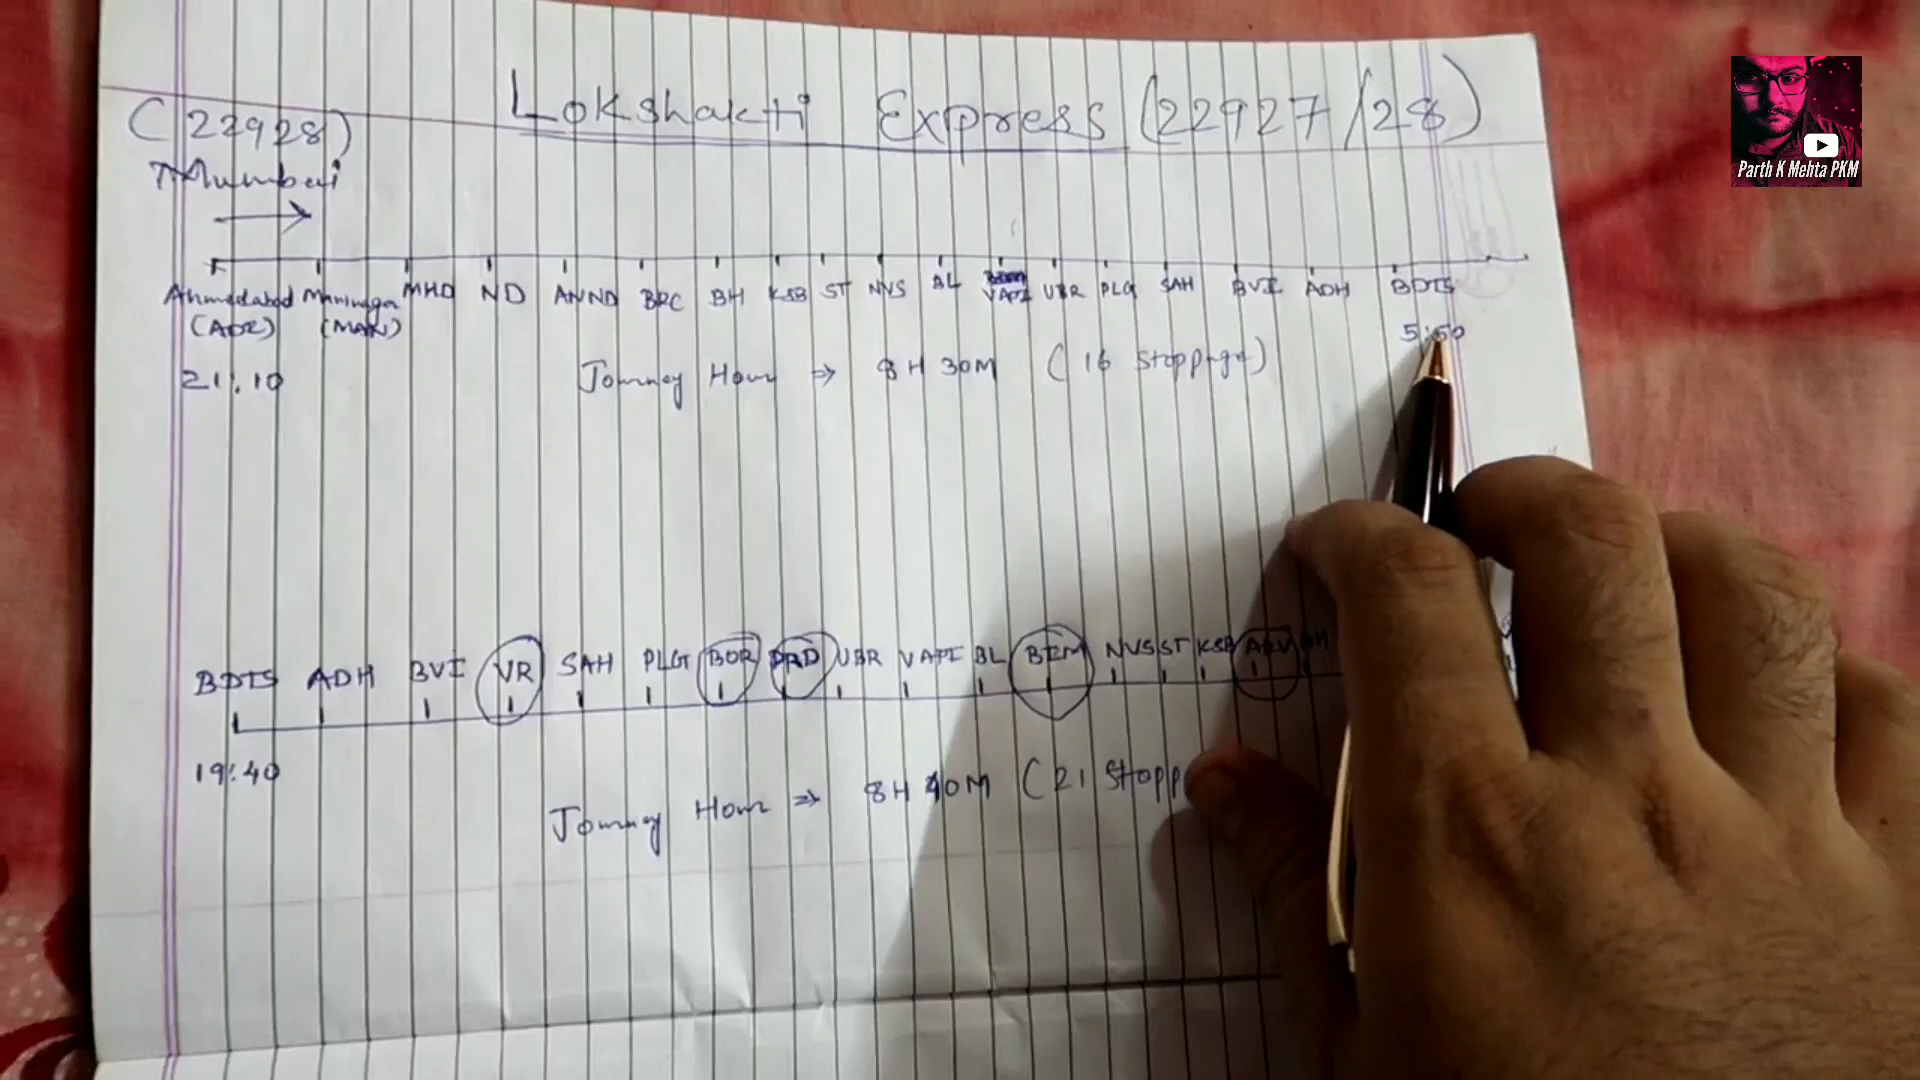 Lokshakti Express (22927/28)
(22928)
Mumbai
Ahmedabad Maninagar MHD ND ANND BRC BH KSB ST NVS BL VAPI UBR PLG SAH BVI ADH BDTS
(ADI) (MAN)
21:10 5:50
Journey Hour ⇒ 8H 30M (16 Stoppage)
BDTS ADH BVI VR SAH PLG BOR DRD UBR VAPI BL BIM NVS ST KSB AKV BH
19:40
Journey Hour ⇒ 8H 40M (21 Stopp
Parth K Mehta PKM